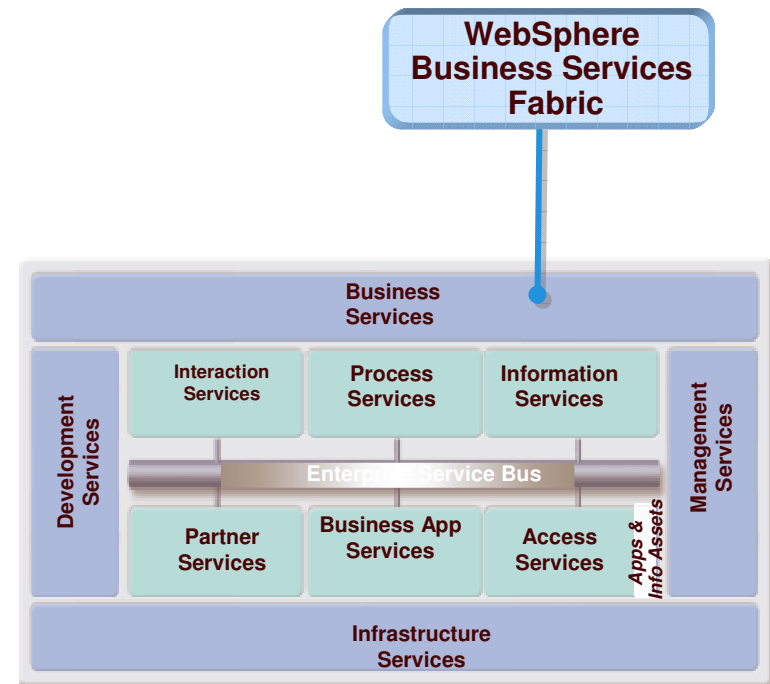 WebSphere
Business Services
Fabric
Business
Services
Development
Services
Interaction
Services
Process
Services
Information
Services
Management
Services
Enterprise Service Bus
Partner
Services
Business App
Services
Access
Services
Apps &
Info Assets
Infrastructure
Services